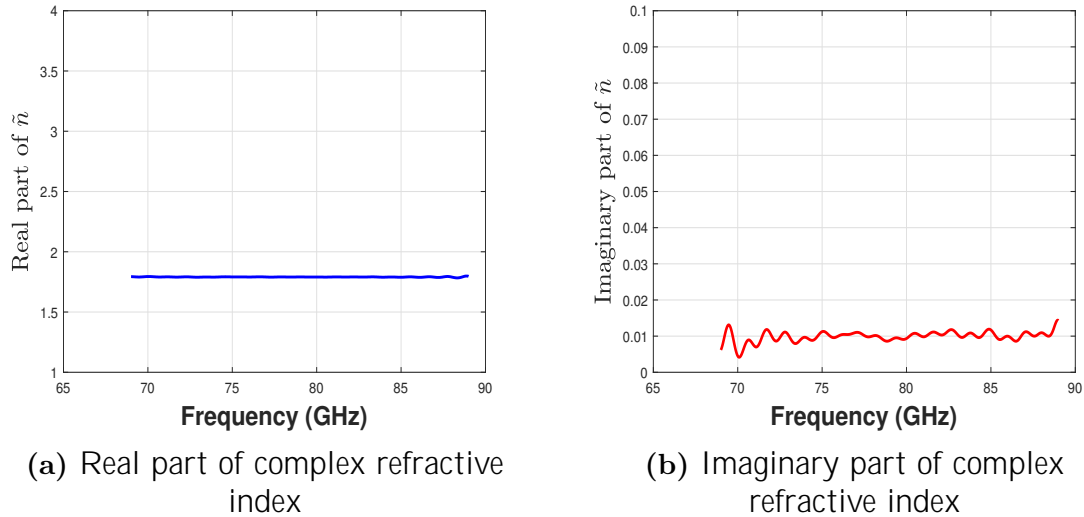 4
3.5
3
2.5
2
1.5
1
65 70 75 80 85 90
Real part of ñ
Frequency (GHz)
(a) Real part of complex refractive
index
0.1
0.09
0.08
0.07
0.06
0.05
0.04
0.03
0.02
0.01
0
65 70 75 80 85 90
Imaginary part of ñ
Frequency (GHz)
(b) Imaginary part of complex
refractive index